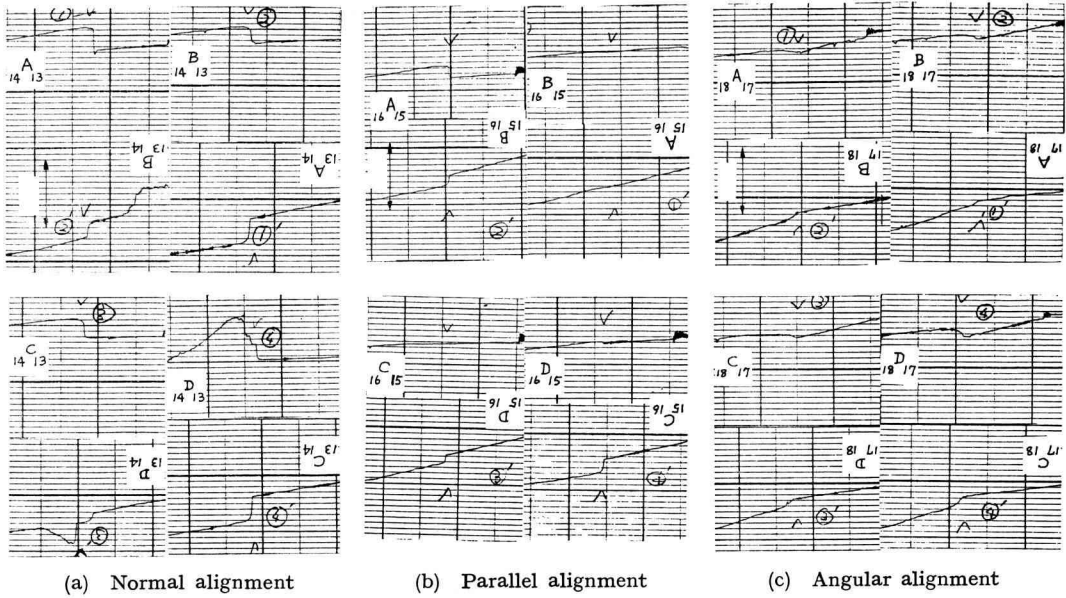 A
14 13
B
14 13
B
13 14
A
13 14
A
16 15
B
16 15
B
15 16
A
15 16
A
18 17
B
18 17
B
17 18
A
17 18
C
14 13
D
14 13
D
13 14
C
13 14
C
16 15
D
16 15
D
15 16
C
15 16
C
18 17
D
18 17
D
17 18
C
17 18
(a) Normal alignment
(b) Parallel alignment
(c) Angular alignment